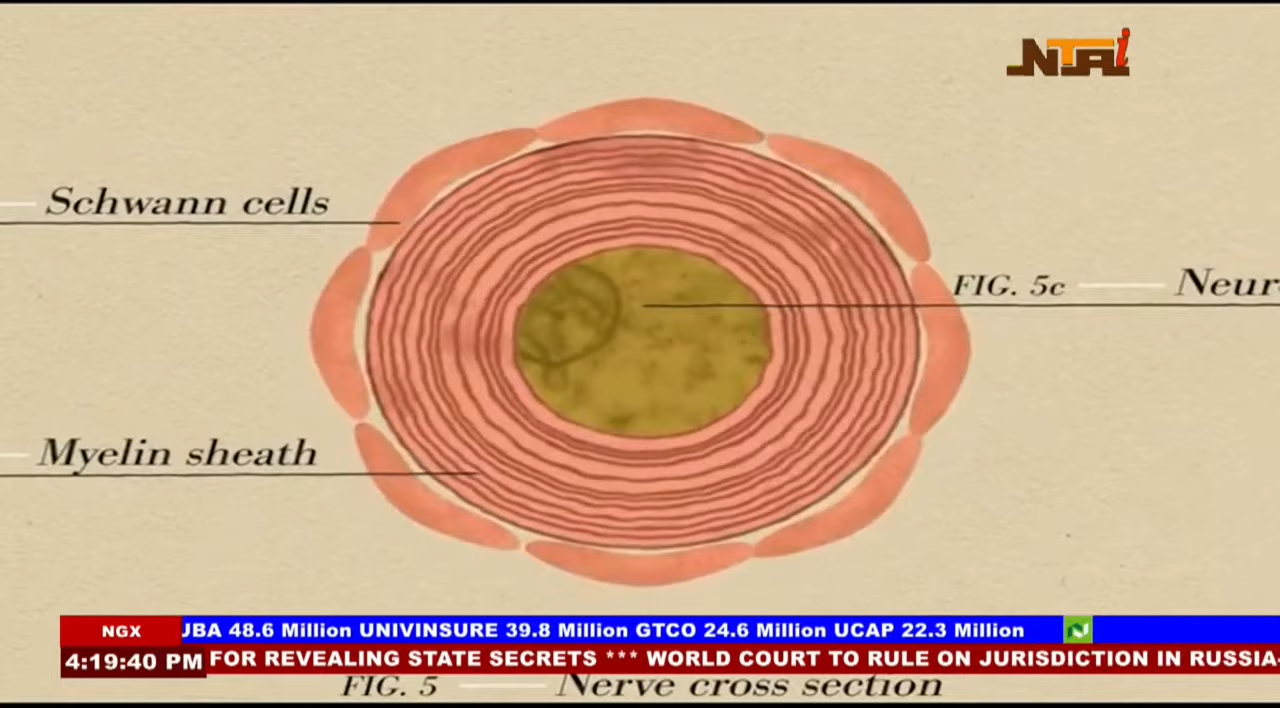 NTAi
Schwann cells
FIG. 5c
Myelin sheath
NGX
48.6 Million UNIVINSURE 39.8 Million GTCO 24.6 Million UCAP 22.3 Million
4:19:40 PM
FOR REVEALING STATE SECRETS *** WORLD COURT TO RULE ON JURISDICTION IN RUSSIA-
FIG. 5
Nerve cross section